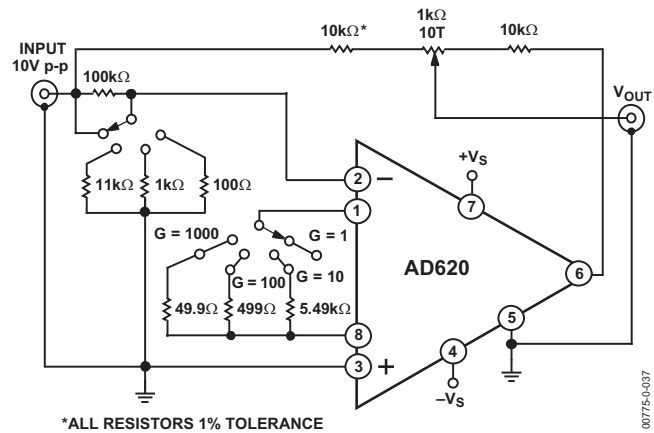 INPUT
10V p-p
100kΩ
10kΩ*
1kΩ
10T
10kΩ
VOUT
11kΩ
1kΩ
100Ω
G = 1000
G = 1
G = 100
G = 10
49.9Ω
499Ω
5.49kΩ
2
–
1
+VS
7
AD620
6
5
8
4
3
+
–VS
*ALL RESISTORS 1% TOLERANCE
00775-0-037